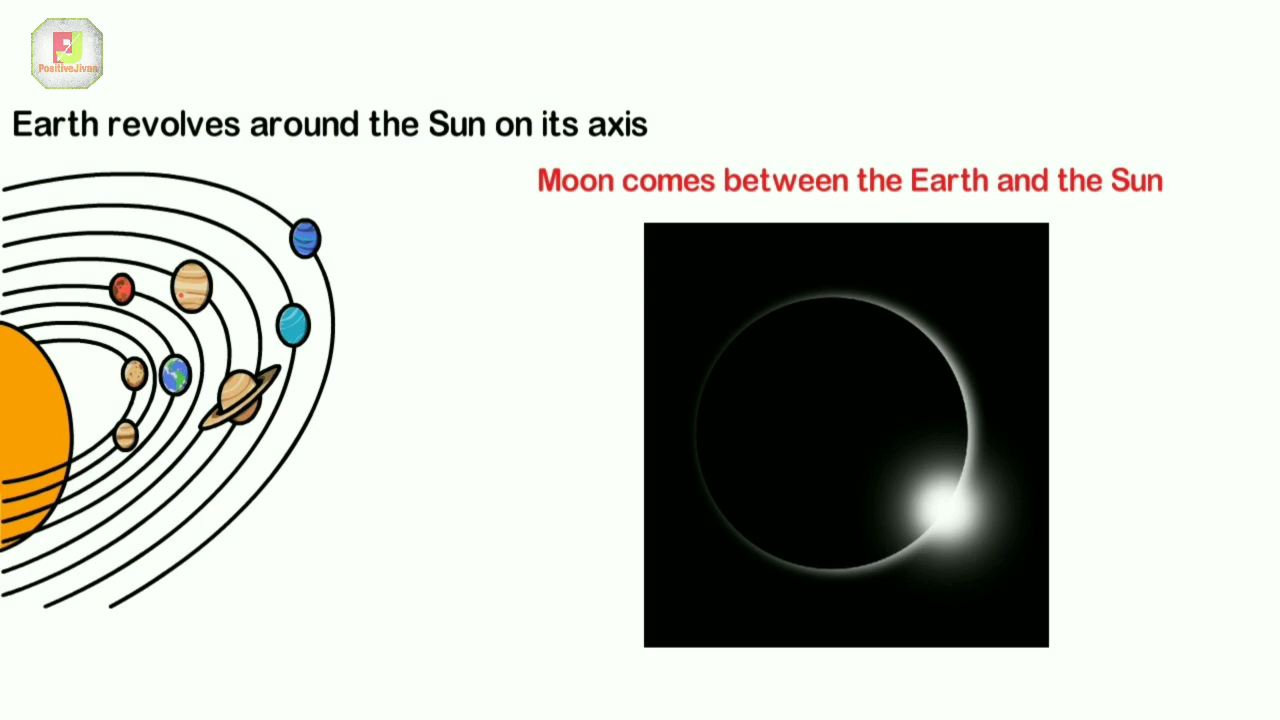 PositiveJivan
Earth revolves around the Sun on its axis
Moon comes between the Earth and the Sun